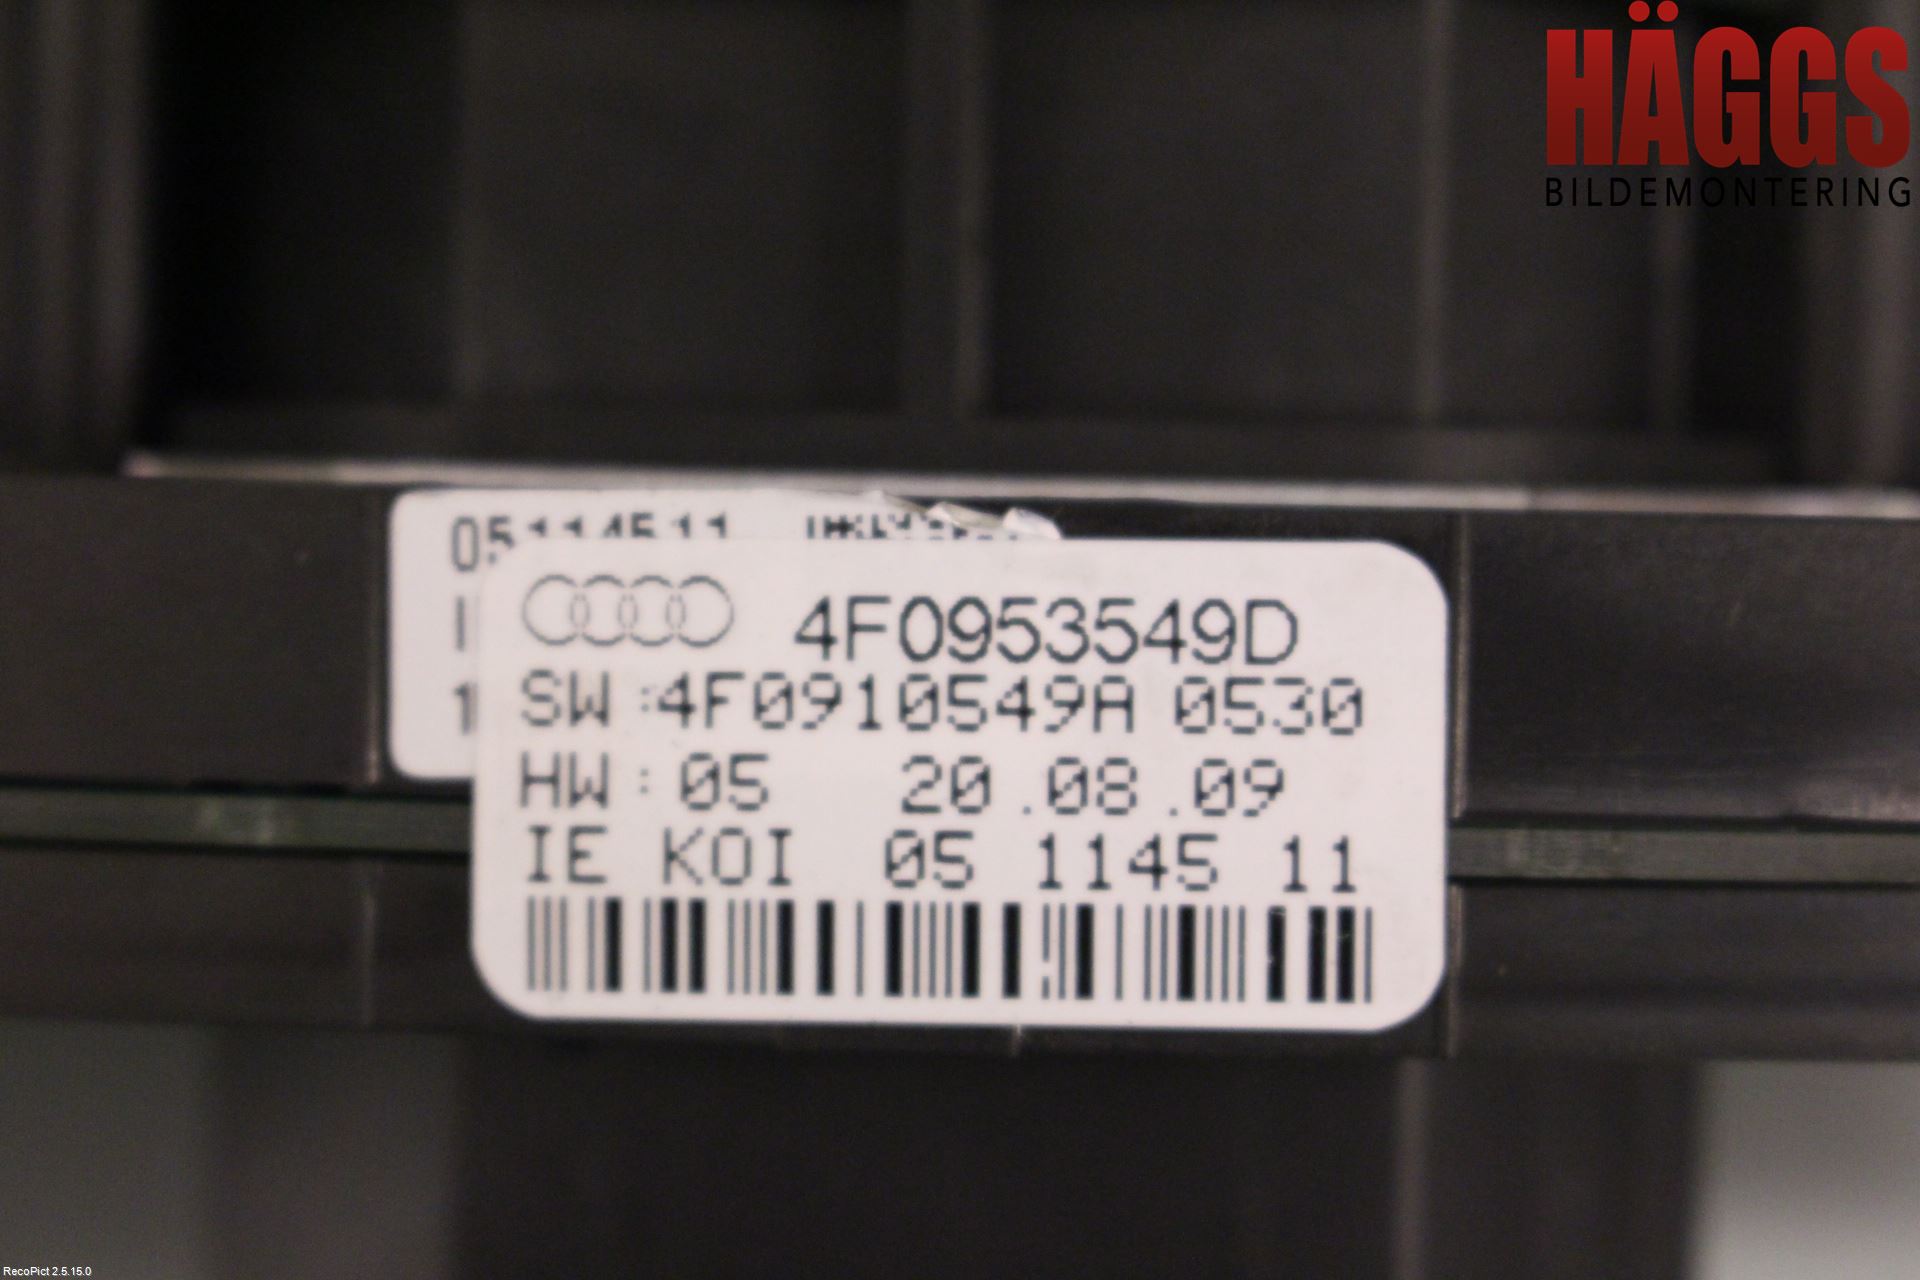 HÄGGS
BILDEMONTERING
05114511
4F0953549D
SW :4F0910549A 0530
HW : 05 20 .08 .09
IE KOI 05 1145 11
RecoPict 2.5.15.0